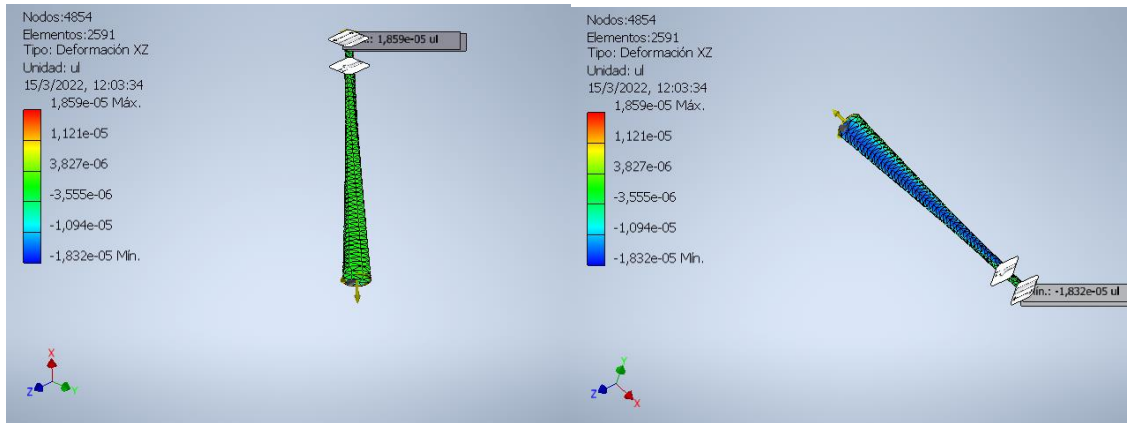 Nodos:4854
Elementos:2591
Tipo: Deformación XZ
Unidad: ul
15/3/2022, 12:03:34
1,859e-05 Máx.
1,121e-05
3,827e-06
-3,555e-06
-1,094e-05
-1,832e-05 Mín.
1,859e-05 ul
X
Z
Y
Nodos:4854
Elementos:2591
Tipo: Deformación XZ
Unidad: ul
15/3/2022, 12:03:34
1,859e-05 Máx.
1,121e-05
3,827e-06
-3,555e-06
-1,094e-05
-1,832e-05 Mín.
ín.: -1,832e-05 ul
Y
Z
X